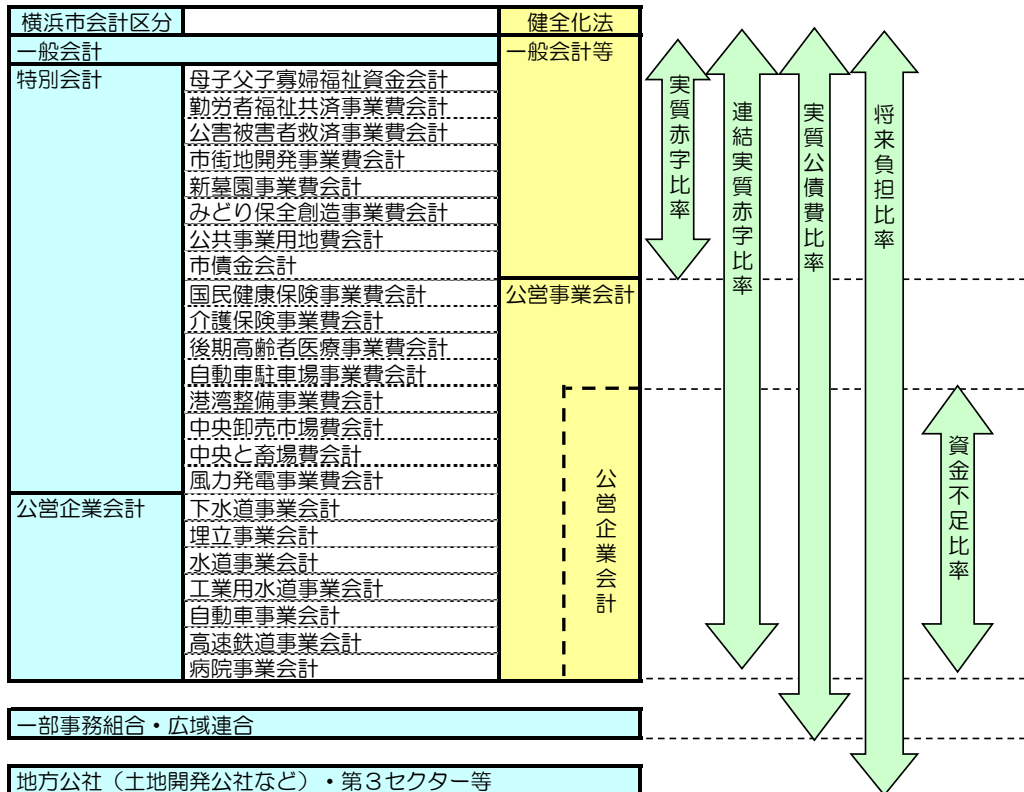 横浜市会計区分 健全化法
一般会計 一般会計等
特別会計 母子父子寡婦福祉資金会計
勤労者福祉共済事業費会計
公害被害者救済事業費会計
市街地開発事業費会計
新墓園事業費会計
みどり保全創造事業費会計
公共事業用地費会計
市債金会計
国民健康保険事業費会計 公営事業会計
介護保険事業費会計
後期高齢者医療事業費会計
自動車駐車場事業費会計
港湾整備事業費会計
中央卸売市場費会計
中央と畜場費会計
風力発電事業費会計
公営企業会計 下水道事業会計
埋立事業会計
水道事業会計
工業用水道事業会計
自動車事業会計
高速鉄道事業会計
病院事業会計
公営企業会計
一部事務組合・広域連合
地方公社（土地開発公社など）・第３セクター等
実質赤字比率
連結実質赤字比率
実質公債費比率
将来負担比率
資金不足比率